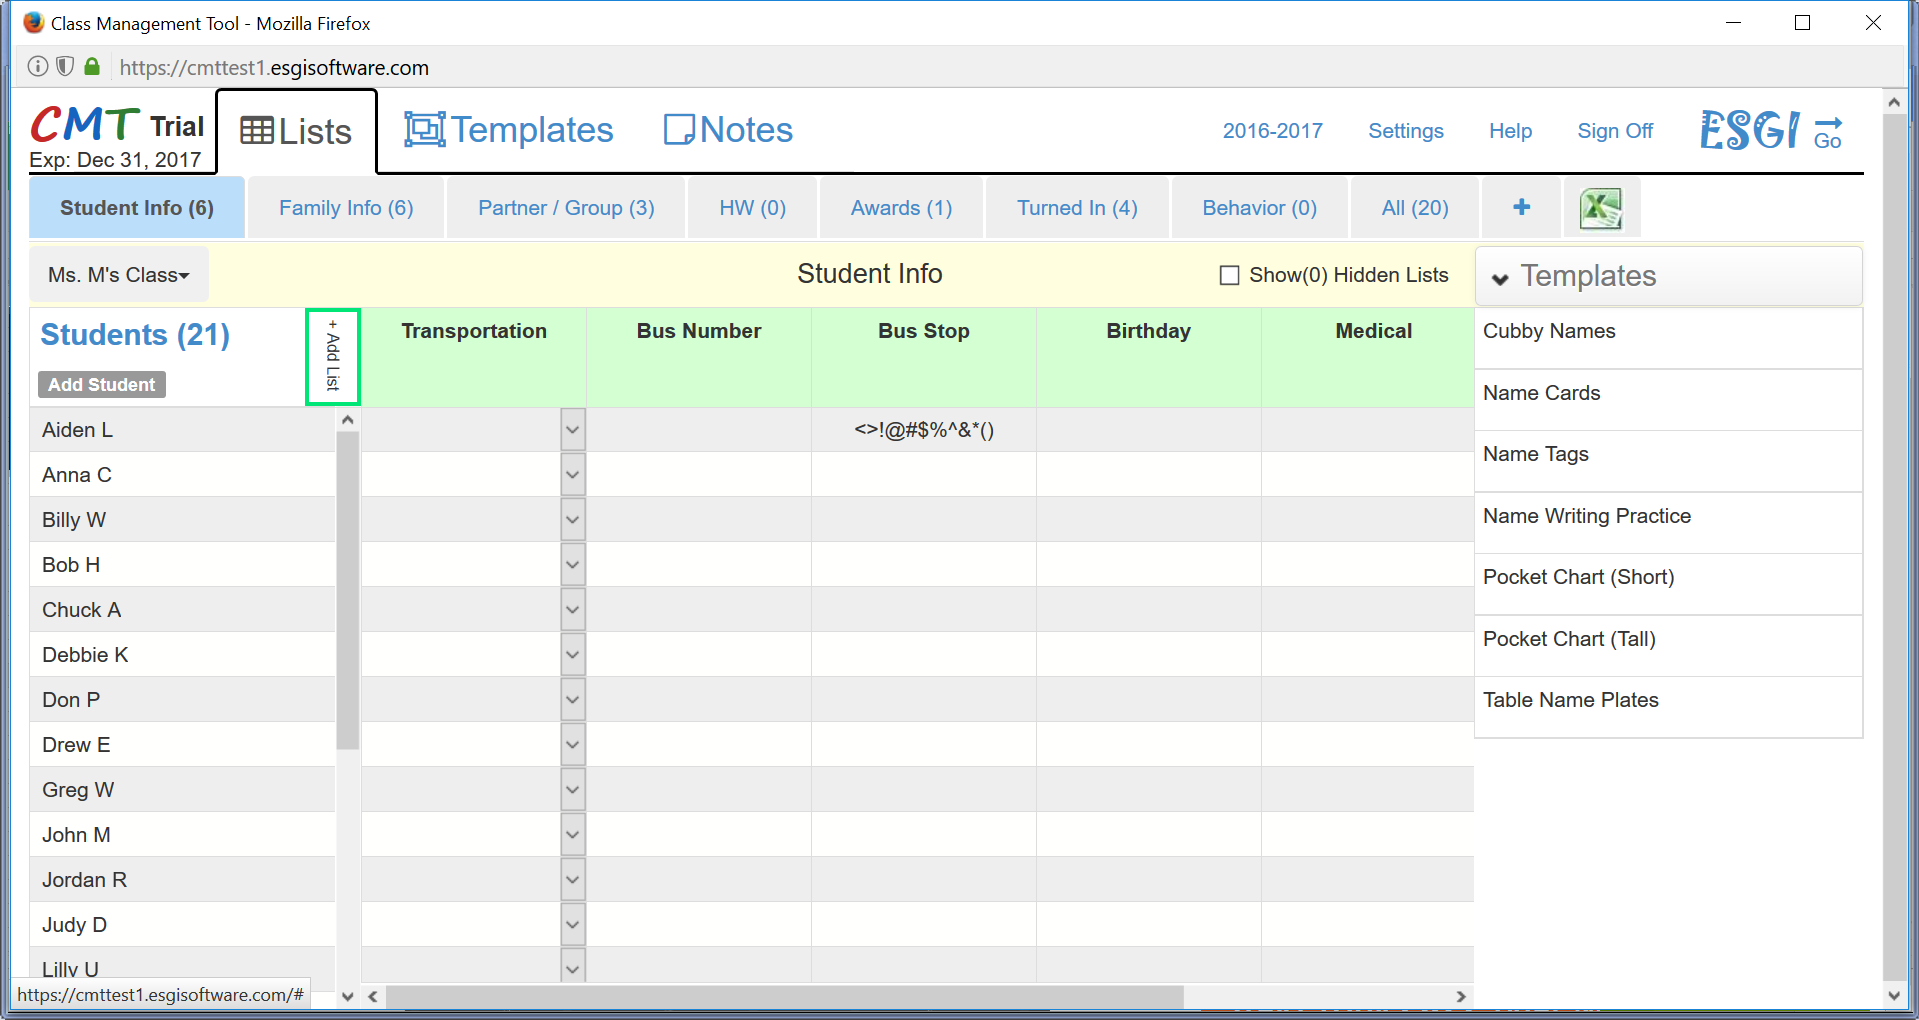 Class Management Tool - Mozilla Firefox
https://cmttest1.esgisoftware.com
CMT Trial
Exp: Dec 31, 2017
Lists
Templates
Notes
2016-2017
Settings
Help
Sign Off
ESGI
Go
Student Info (6)
Family Info (6)
Partner / Group (3)
HW (0)
Awards (1)
Turned In (4)
Behavior (0)
All (20)
+
Ms. M's Class
Student Info
Show(0) Hidden Lists
Templates
Students (21)
Add Student
+ Add List
Transportation
Bus Number
Bus Stop
Birthday
Medical
Cubby Names
Name Cards
Name Tags
Name Writing Practice
Pocket Chart (Short)
Pocket Chart (Tall)
Table Name Plates
Aiden L
<>!@#$%^&*()
Anna C
Billy W
Bob H
Chuck A
Debbie K
Don P
Drew E
Greg W
John M
Jordan R
Judy D
Lilly U
https://cmttest1.esgisoftware.com/#